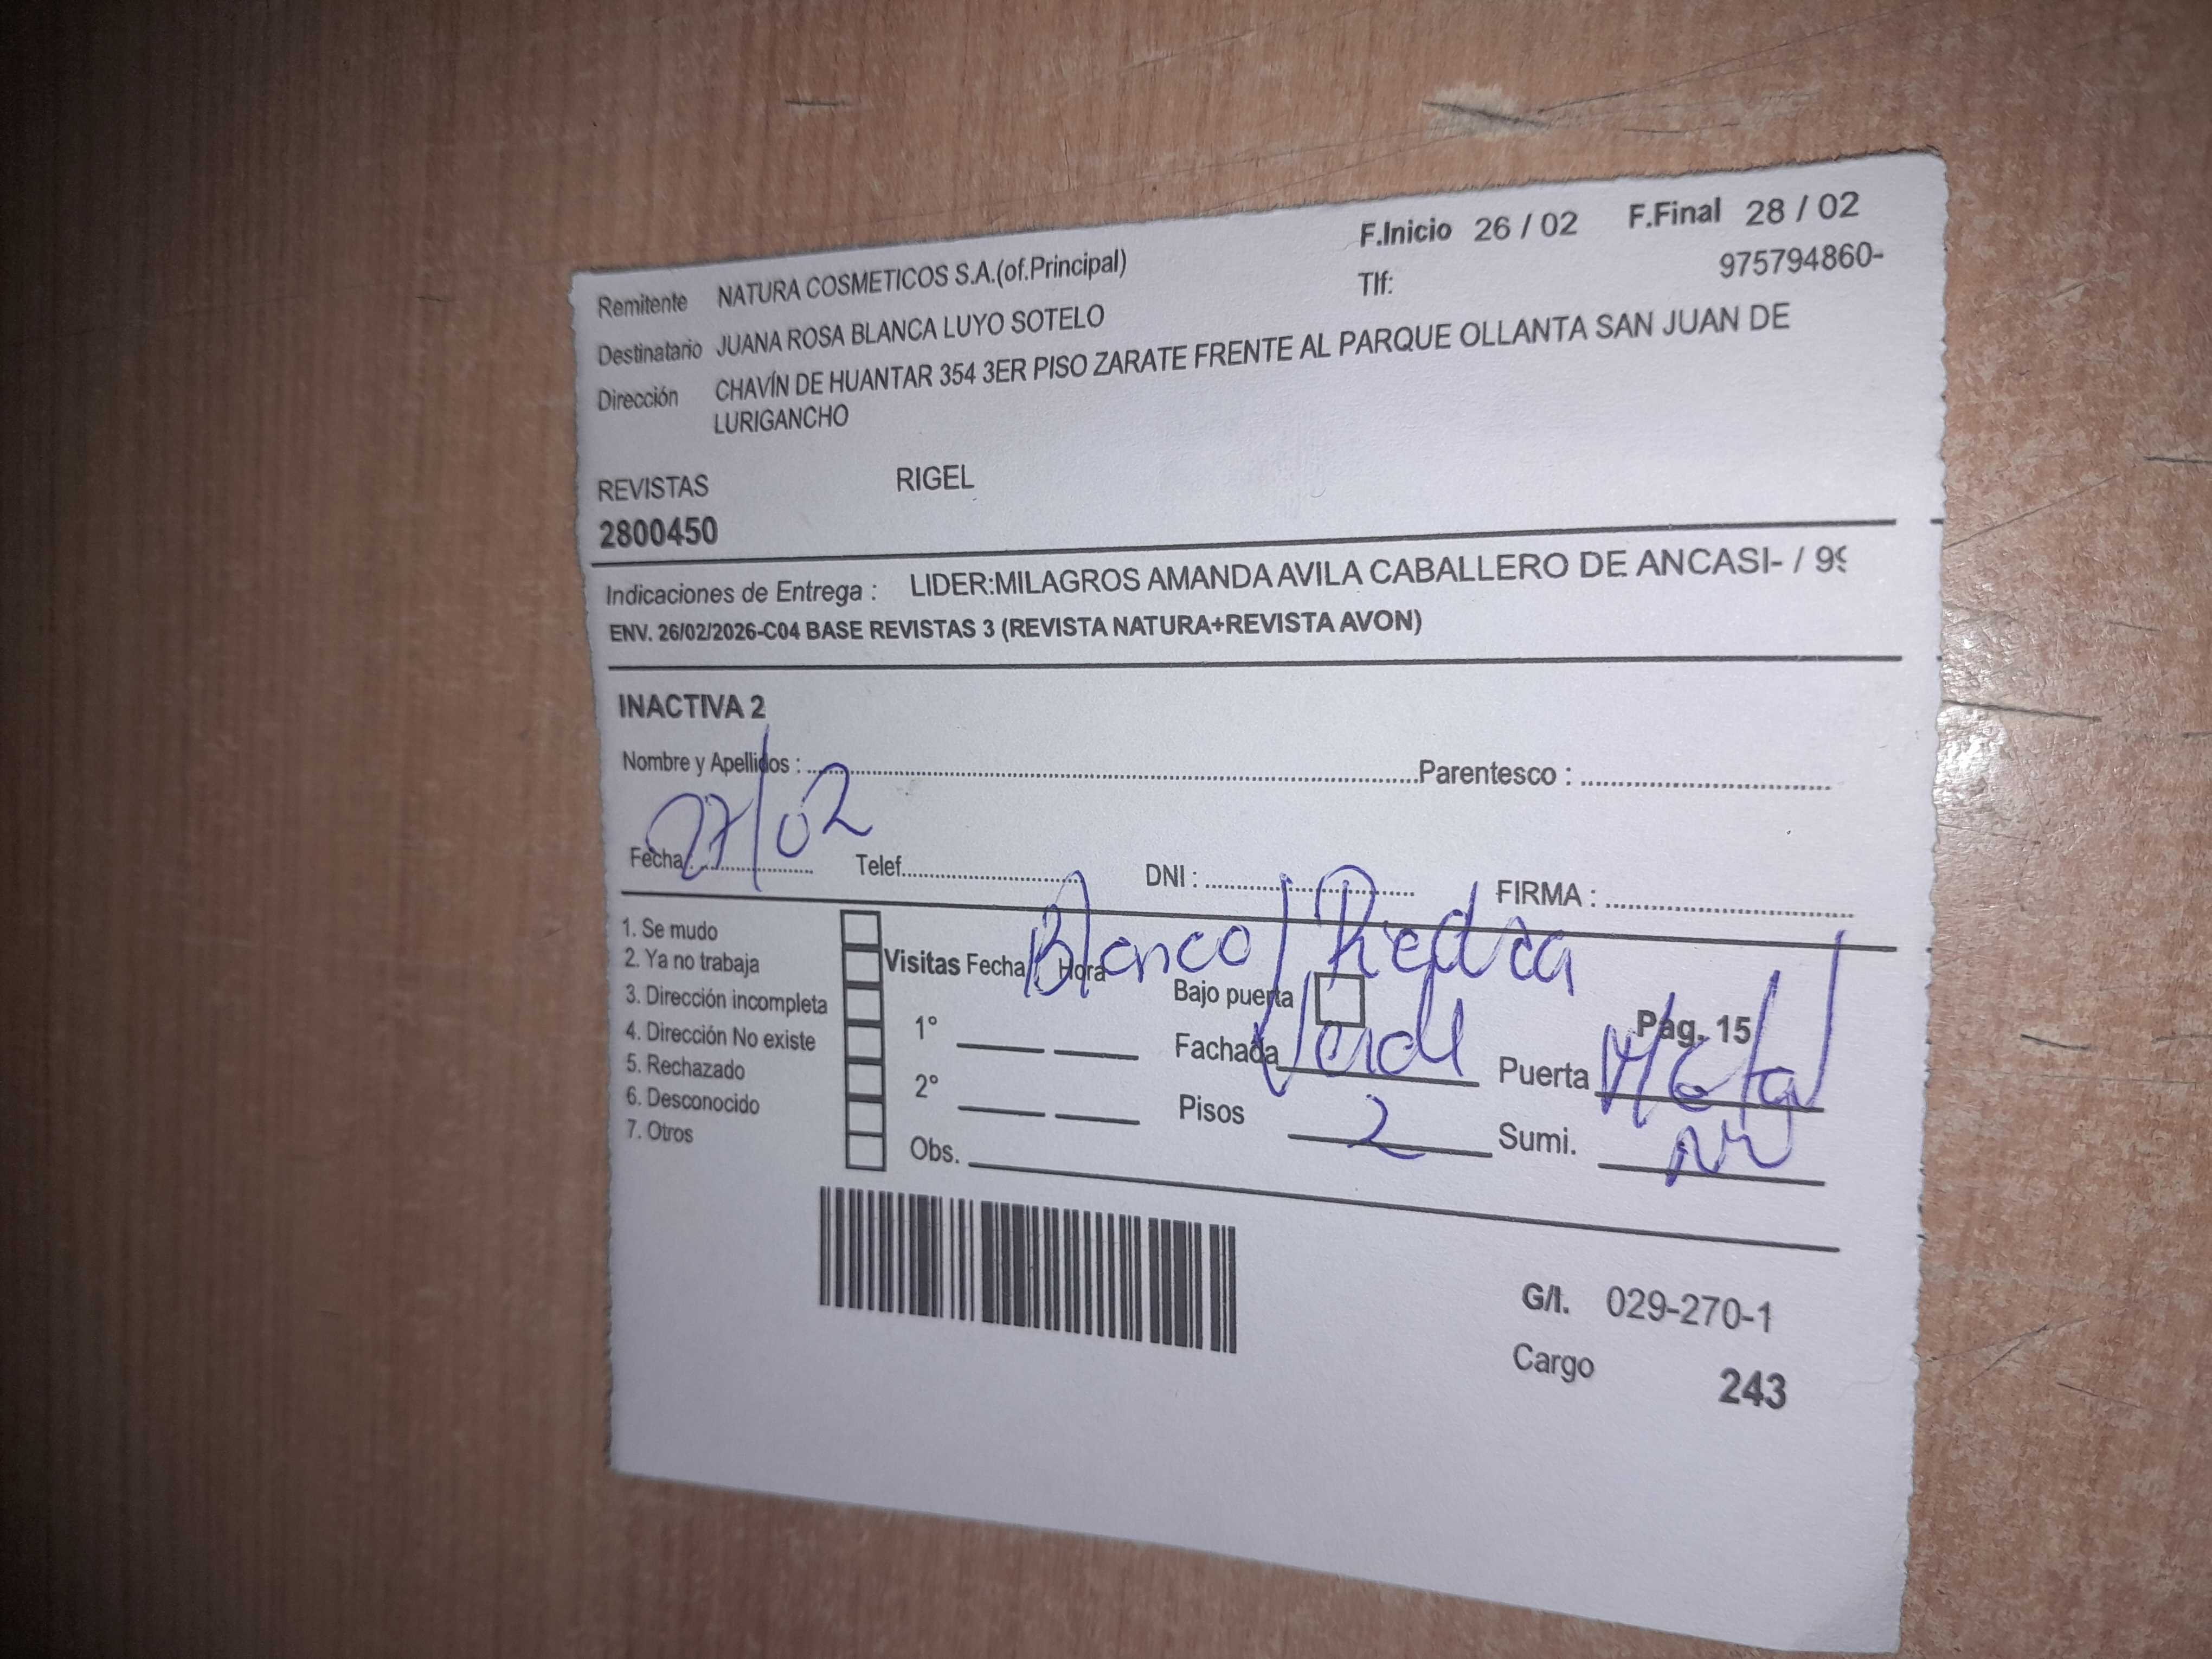 F.Inicio 26 / 02 F.Final 28 / 02
Remitente NATURA COSMETICOS S.A.(of.Principal) Tlf: 975794860-
Destinatario JUANA ROSA BLANCA LUYO SOTELO
Dirección CHAVÍN DE HUANTAR 354 3ER PISO ZARATE FRENTE AL PARQUE OLLANTA SAN JUAN DE
LURIGANCHO
REVISTAS RIGEL
2800450
Indicaciones de Entrega : LIDER:MILAGROS AMANDA AVILA CABALLERO DE ANCASI- / 99
ENV. 26/02/2026-C04 BASE REVISTAS 3 (REVISTA NATURA+REVISTA AVON)
INACTIVA 2
Nombre y Apellidos : Parentesco :
Fecha 27/02 Telef. DNI : FIRMA :
1. Se mudo
2. Ya no trabaja
3. Dirección incompleta
4. Dirección No existe
5. Rechazado
6. Desconocido
7. Otros
Visitas Fecha / Hora
Blanco/Piedra
Bajo puerta Pág. 15
1° Fachada Verde Puerta Metal
2° Pisos 2 Sumi.
Obs.
G/I. 029-270-1
Cargo 243